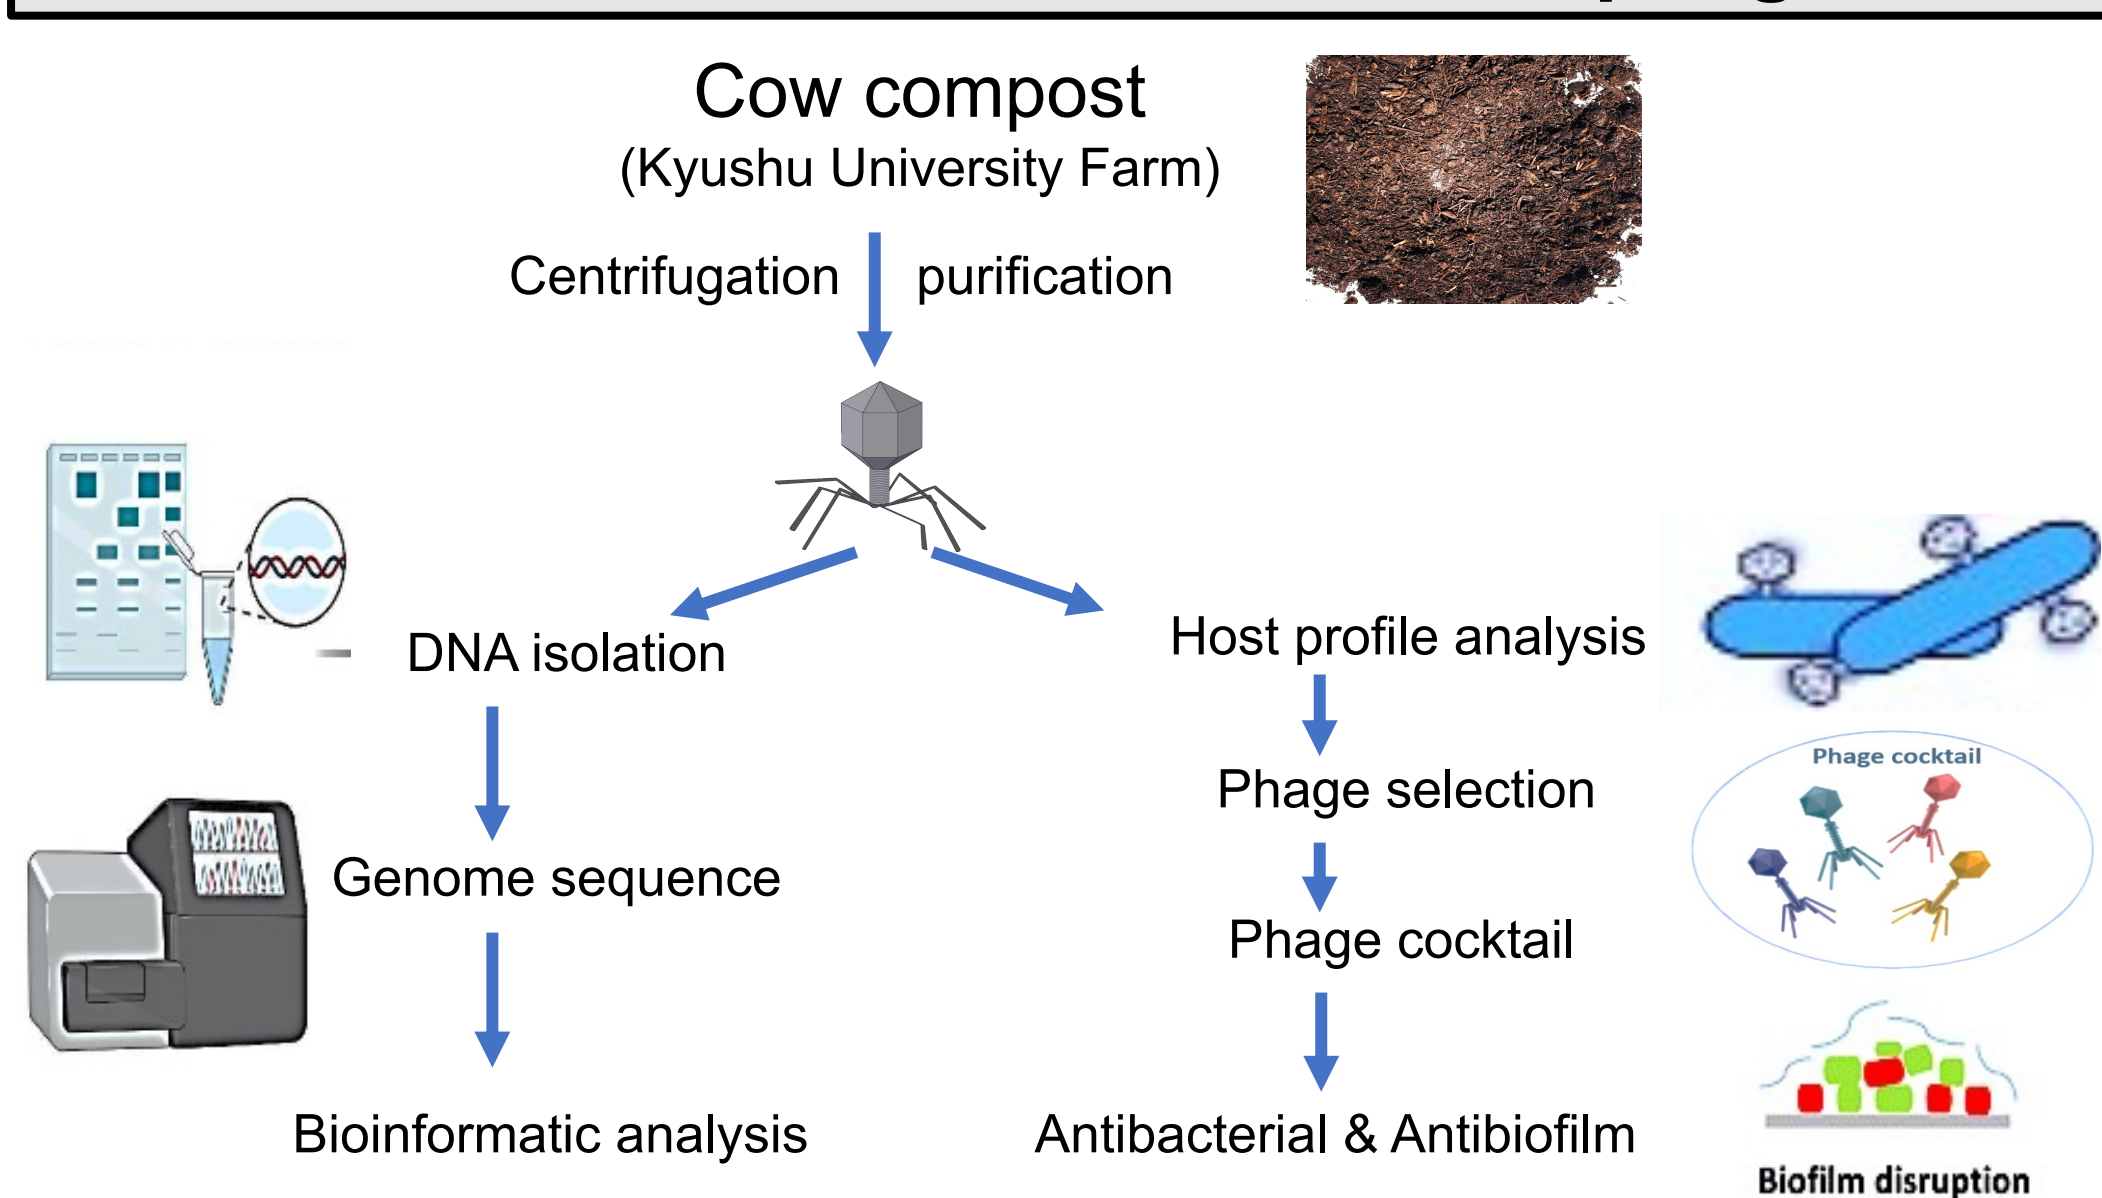 Cow compost
(Kyushu University Farm)
Centrifugation purification
DNA isolation
Host profile analysis
Phage selection
Phage cocktail
Genome sequence
Phage cocktail
Bioinformatic analysis
Antibacterial & Antibiofilm
Biofilm disruption